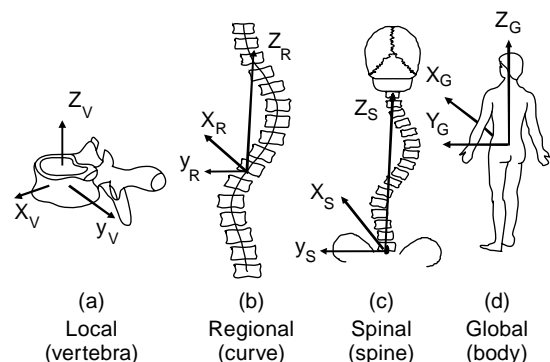 Z_R
Z_G
X_G
Z_V
Z_S
X_R
Y_G
y_R
X_S
X_V
y_V
y_S
(a) (b) (c) (d)
Local Regional Spinal Global
(vertebra) (curve) (spine) (body)